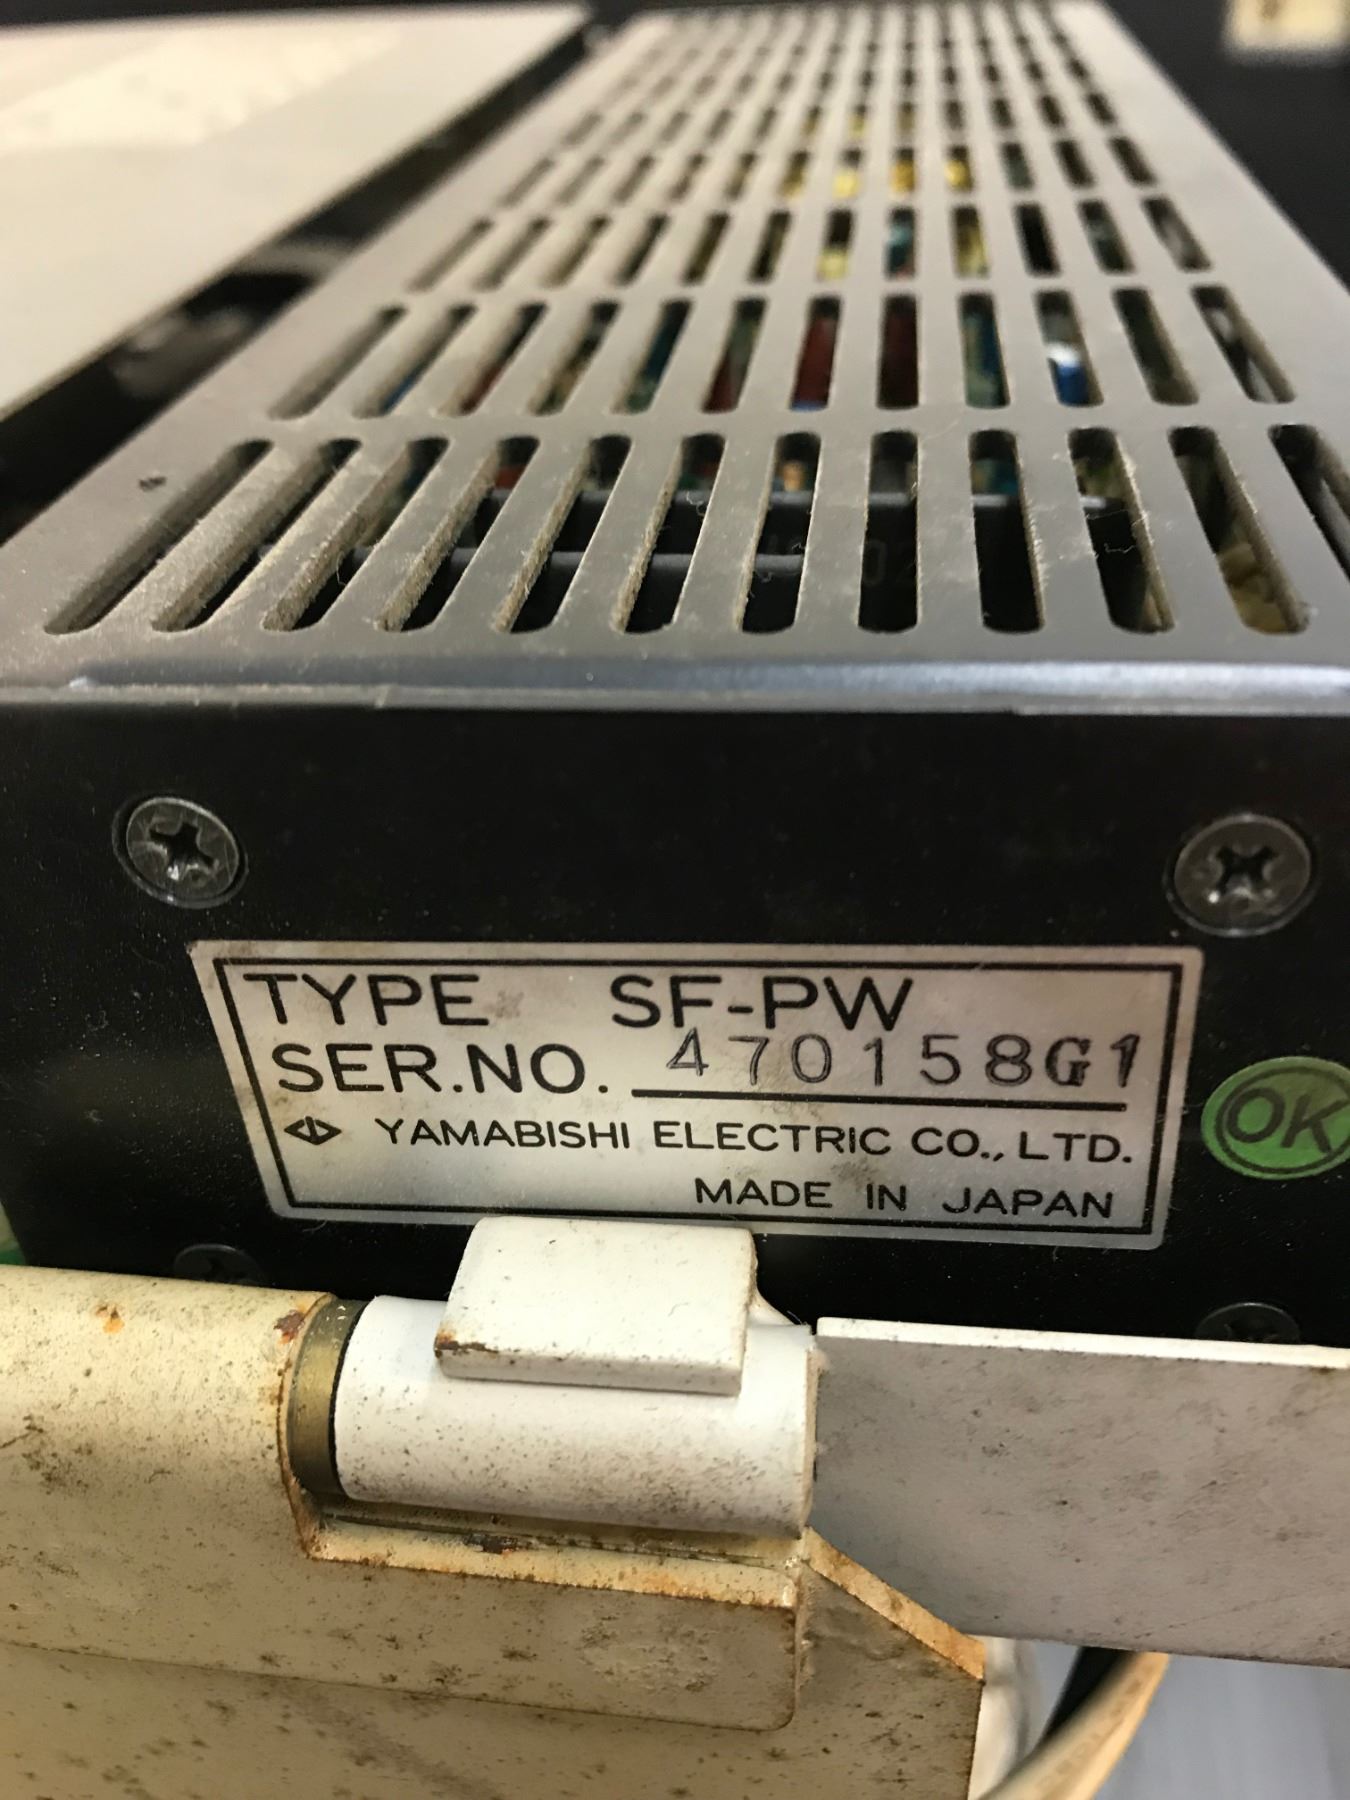 TYPE SF-PW
SER.NO. 470158G1
YAMABISHI ELECTRIC CO., LTD.
MADE IN JAPAN
OK